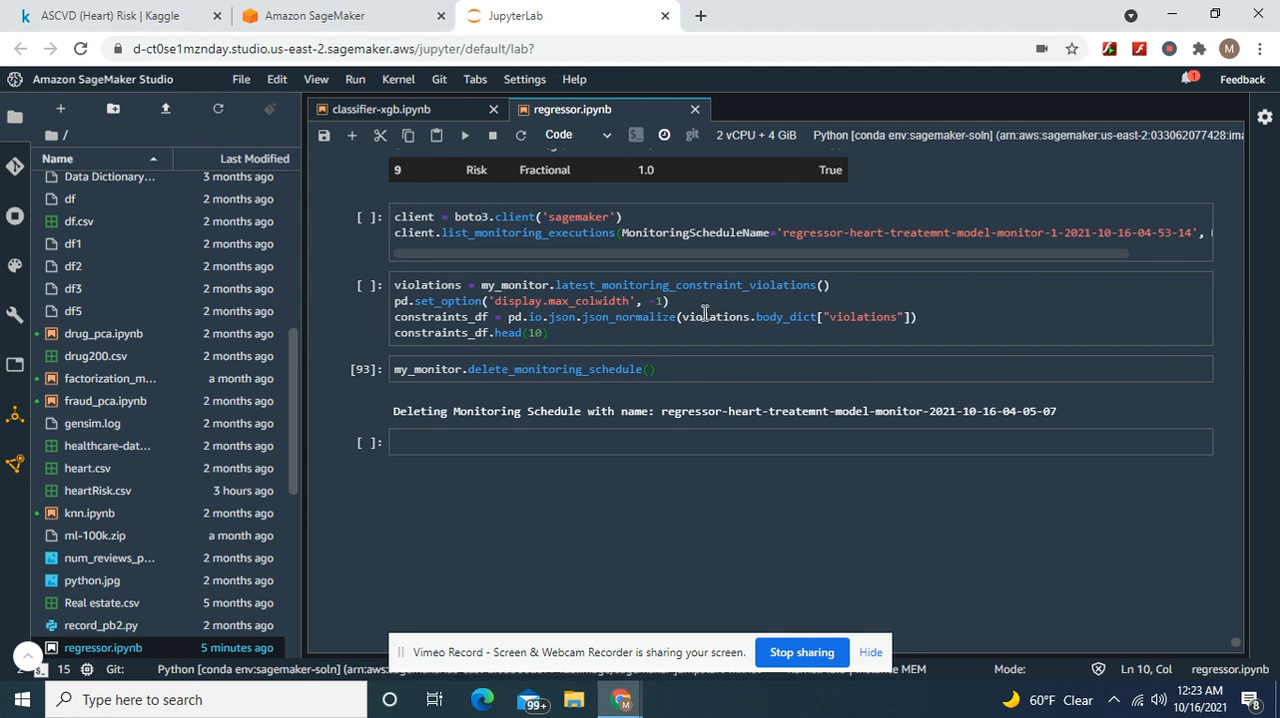 ASCVD (Heart) Risk | Kaggle
Amazon SageMaker
JupyterLab
d-ct0se1mznday.studio.us-east-2.sagemaker.aws/jupyter/default/lab?
M
Amazon SageMaker Studio
File Edit View Run Kernel Git Tabs Settings Help
1
Feedback
classifier-xgb.ipynb
regressor.ipynb
Code
git
2 vCPU + 4 GiB
Python [conda env:sagemaker-soln] (arn:aws:sagemaker:us-east-2:033062077428:ima
/
Name Last Modified
Data Dictionary... 3 months ago
df 2 months ago
df.csv 2 months ago
df1 2 months ago
df2 2 months ago
df3 2 months ago
df5 2 months ago
drug_pca.ipynb 2 months ago
drug200.csv 2 months ago
factorization_m... a month ago
fraud_pca.ipynb 2 months ago
gensim.log 2 months ago
healthcare-dat... 2 months ago
heart.csv 2 months ago
heartRisk.csv 3 hours ago
knn.ipynb 2 months ago
ml-100k.zip a month ago
num_reviews_p... 2 months ago
python.jpg 2 months ago
Real estate.csv 5 months ago
record_pb2.py 2 months ago
regressor.ipynb 5 minutes ago
9 Risk Fractional 1.0 True
[ ]: client = boto3.client('sagemaker')
client.list_monitoring_executions(MonitoringScheduleName='regressor-heart-treatemnt-model-monitor-1-2021-10-16-04-53-14',
[ ]: violations = my_monitor.latest_monitoring_constraint_violations()
pd.set_option('display.max_colwidth', -1)
constraints_df = pd.io.json.json_normalize(violations.body_dict["violations"])
constraints_df.head(10)
[93]: my_monitor.delete_monitoring_schedule()
Deleting Monitoring Schedule with name: regressor-heart-treatemnt-model-monitor-2021-10-16-04-05-07
[ ]:
Vimeo Record - Screen & Webcam Recorder is sharing your screen.
Stop sharing
Hide
15
Git:
Python [conda env:sagemaker-soln]
MEM
Mode:
Ln 10, Col
regressor.ipynb
Type here to search
99+
M
60°F Clear
12:23 AM
10/16/2021
8